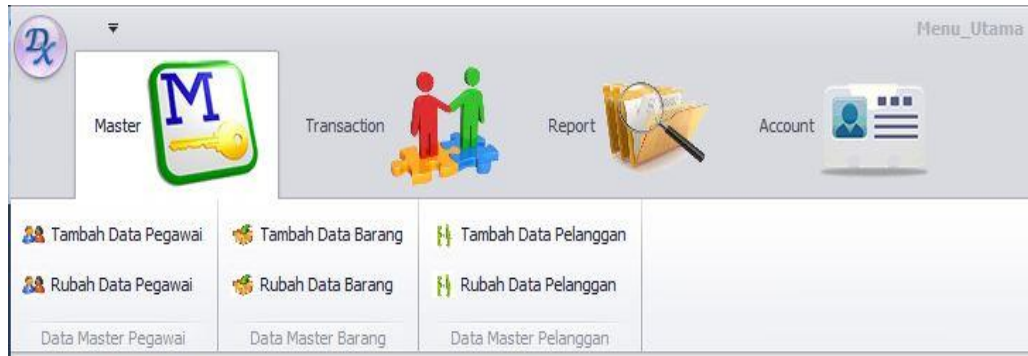 DX
Menu_Utama
Master
M
Transaction
Report
Account
Tambah Data Pegawai
Tambah Data Barang
Tambah Data Pelanggan
Rubah Data Pegawai
Rubah Data Barang
Rubah Data Pelanggan
Data Master Pegawai
Data Master Barang
Data Master Pelanggan